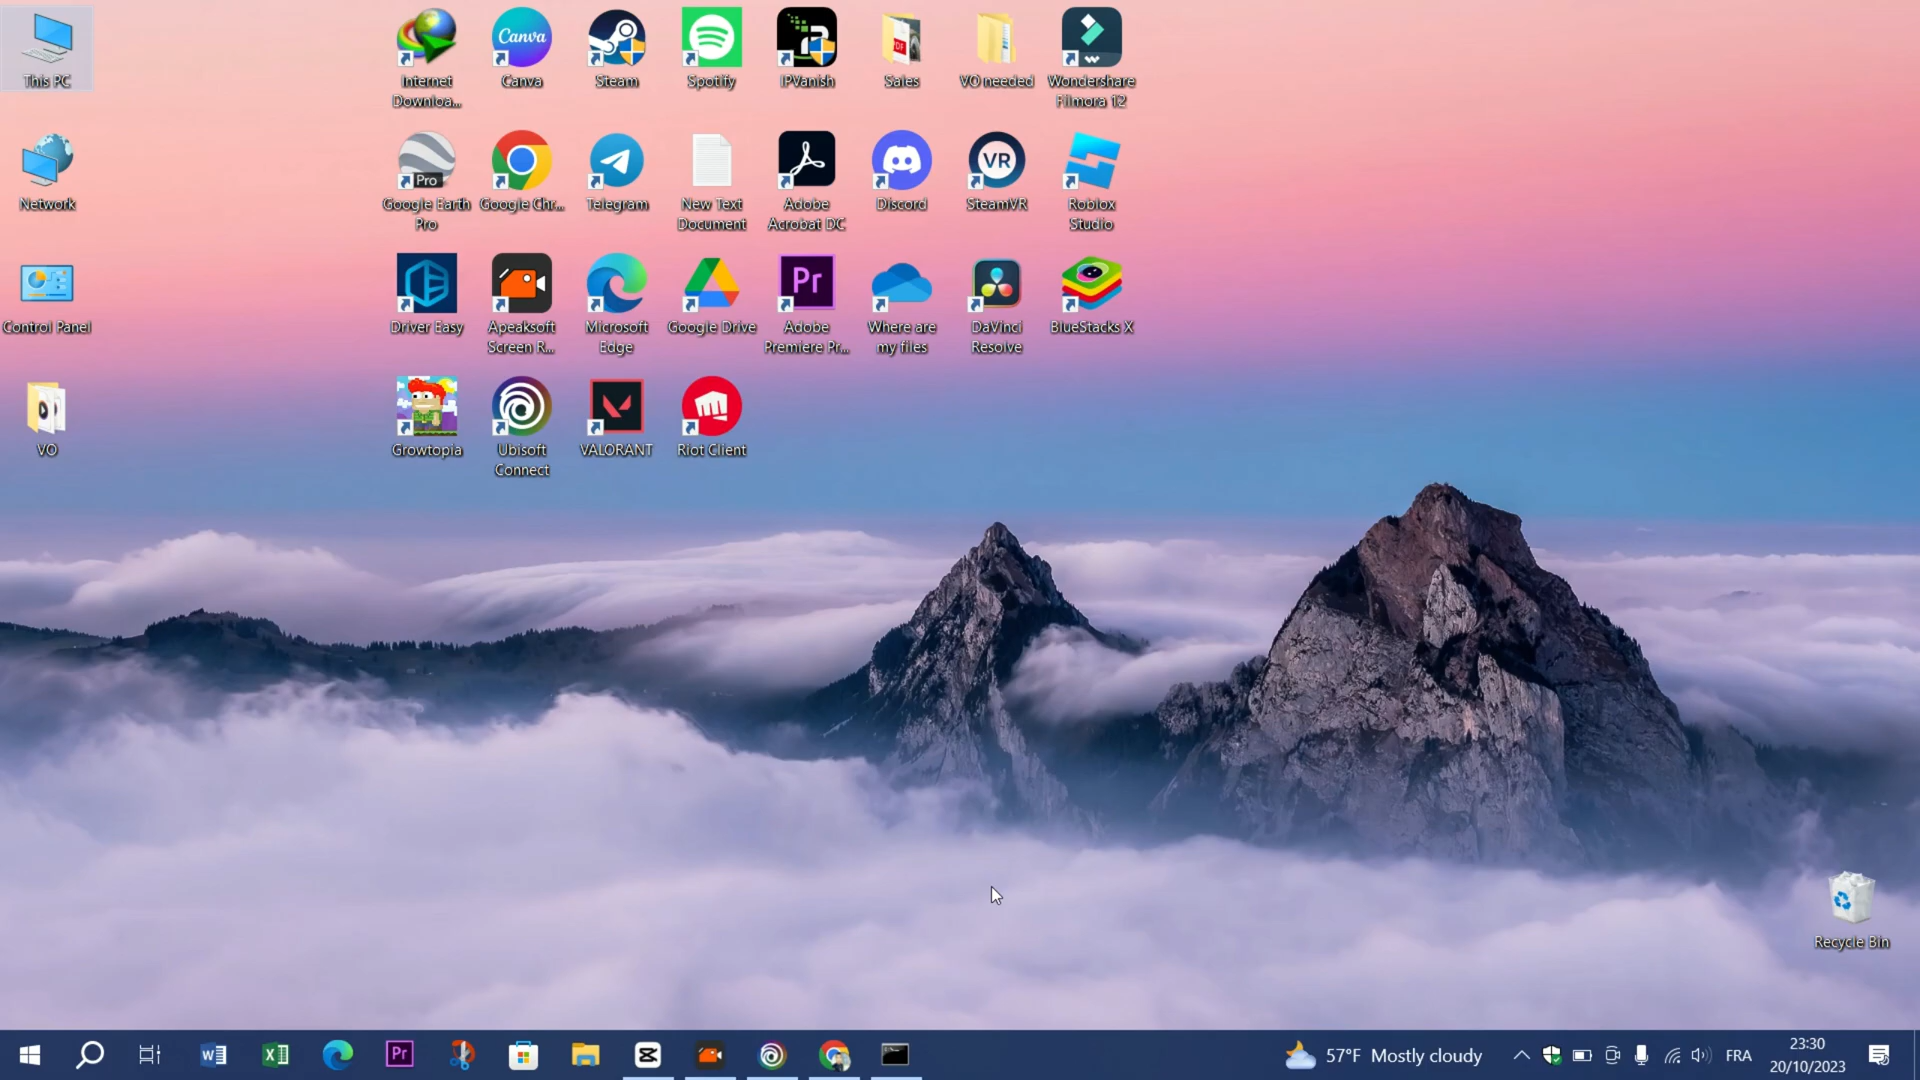 This PC
Internet
Downloa...
Canva
Canva
Steam
Spotify
IPVanish
PDF
Sales
VO needed
Wondershare
Filmora 12
Network
Pro
Google Earth
Pro
Google Chr...
Telegram
New Text
Document
Adobe
Acrobat DC
Discord
VR
SteamVR
Roblox
Studio
Control Panel
Driver Easy
Apeaksoft
Screen R...
Microsoft
Edge
Google Drive
Pr
Adobe
Premiere Pr...
Where are
my files
DaVinci
Resolve
BlueStacks X
VO
Growtopia
Ubisoft
Connect
VALORANT
Riot Client
Recycle Bin
Pr
57°F Mostly cloudy
FRA
23:30
20/10/2023